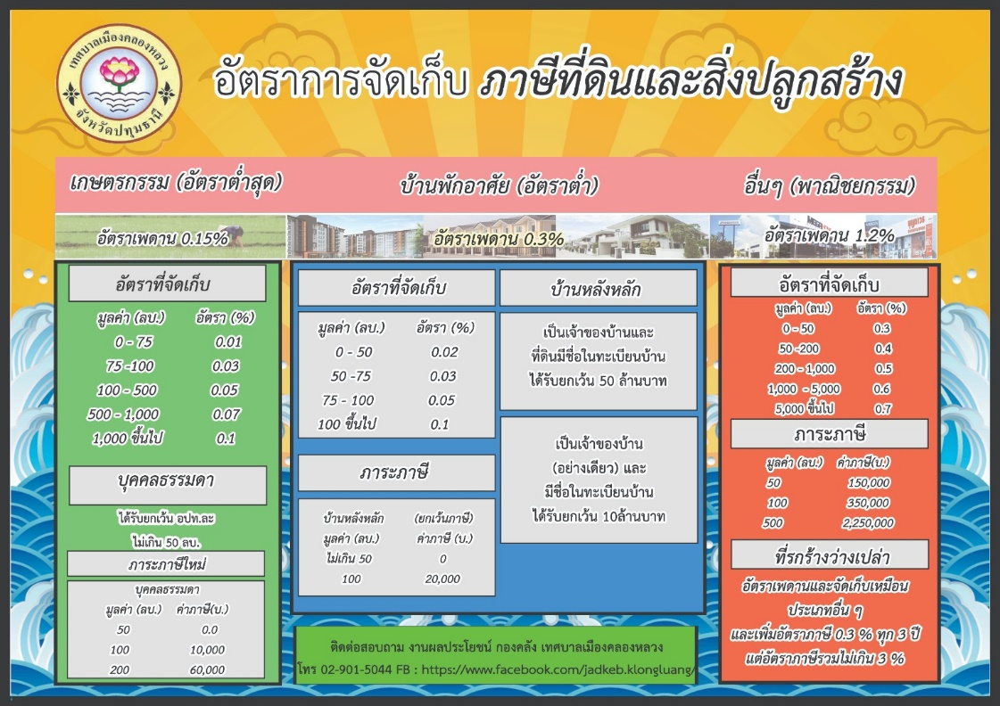 เทศบาลเมืองคลองหลวง
จังหวัดปทุมธานี
อัตราการจัดเก็บ ภาษีที่ดินและสิ่งปลูกสร้าง
เกษตรกรรม (อัตราต่ำสุด)
บ้านพักอาศัย (อัตราต่ำ)
อื่นๆ (พาณิชยกรรม)
อัตราเพดาน 0.15%
อัตราเพดาน 0.3%
อัตราเพดาน 1.2%
อัตราที่จัดเก็บ
มูลค่า (ลบ.) อัตรา (%)
0 - 75 0.01
75 -100 0.03
100 - 500 0.05
500 - 1,000 0.07
1,000 ขึ้นไป 0.1
บุคคลธรรมดา
ได้รับยกเว้น อปท.ละ
ไม่เกิน 50 ลบ.
ภาระภาษีใหม่
บุคคลธรรมดา
มูลค่า (ลบ.) ค่าภาษี(บ.)
50 0.0
100 10,000
200 60,000
อัตราที่จัดเก็บ
มูลค่า (ลบ.) อัตรา (%)
0 - 50 0.02
50 -75 0.03
75 - 100 0.05
100 ขึ้นไป 0.1
ภาระภาษี
บ้านหลังหลัก (ยกเว้นภาษี)
มูลค่า (ลบ.) ค่าภาษี (บ.)
ไม่เกิน 50 0
100 20,000
บ้านหลังหลัก
เป็นเจ้าของบ้านและ
ที่ดินมีชื่อในทะเบียนบ้าน
ได้รับยกเว้น 50 ล้านบาท
เป็นเจ้าของบ้าน
(อย่างเดียว) และ
มีชื่อในทะเบียนบ้าน
ได้รับยกเว้น 10ล้านบาท
อัตราที่จัดเก็บ
มูลค่า (ลบ.) อัตรา (%)
0 - 50 0.3
50 -200 0.4
200 - 1,000 0.5
1,000 - 5,000 0.6
5,000 ขึ้นไป 0.7
ภาระภาษี
มูลค่า (ลบ.) ค่าภาษี(บ.)
50 150,000
100 350,000
500 2,250,000
ที่รกร้างว่างเปล่า
อัตราเพดานและจัดเก็บเหมือน
ประเภทอื่น ๆ
และเพิ่มอัตราภาษี 0.3 % ทุก 3 ปี
แต่อัตราภาษีรวมไม่เกิน 3 %
ติดต่อสอบถาม งานผลประโยชน์ กองคลัง เทศบาลเมืองคลองหลวง
โทร 02-901-5044 FB : https://www.facebook.com/jadkeb.klongluang/